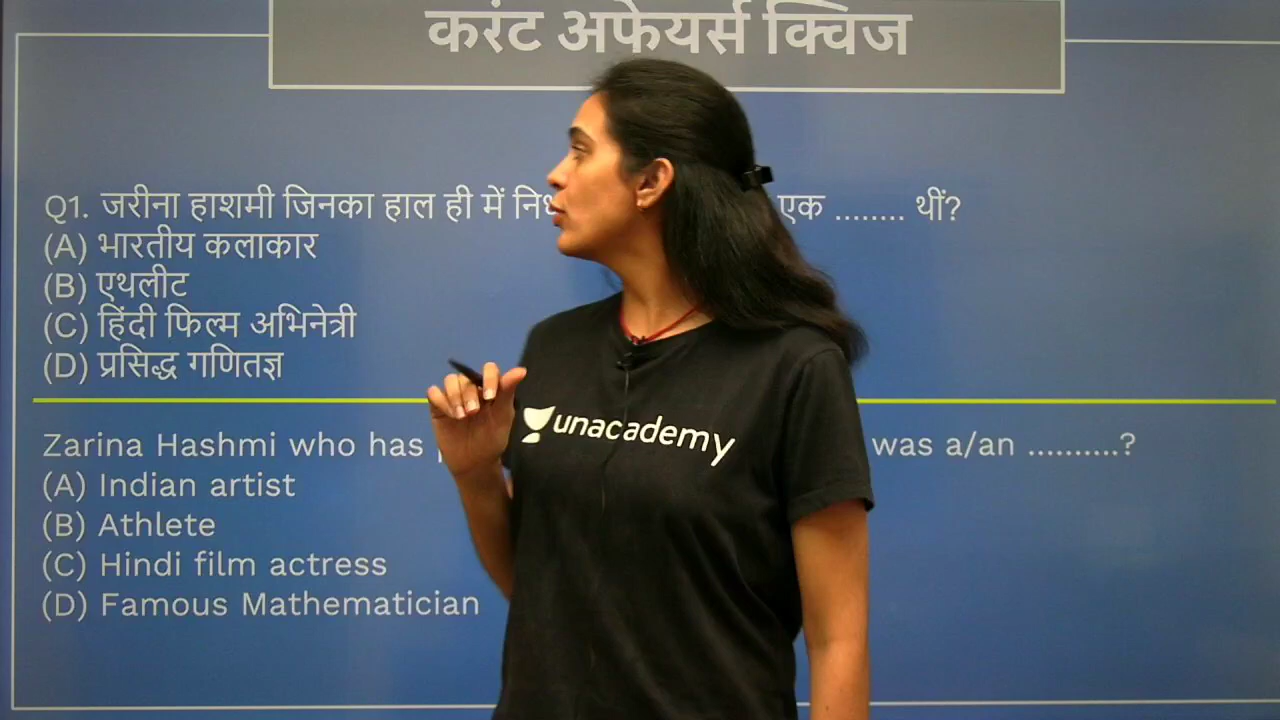 करंट अफेयर्स क्विज
Q1. जरीना हाशमी जिनका हाल ही में एक ........ थीं?
(A) भारतीय कलाकार
(B) एथलीट
(C) हिंदी फिल्म अभिनेत्री
(D) प्रसिद्ध गणितज्ञ
unacademy
Zarina Hashmi who has was a/an ..........?
(A) Indian artist
(B) Athlete
(C) Hindi film actress
(D) Famous Mathematician